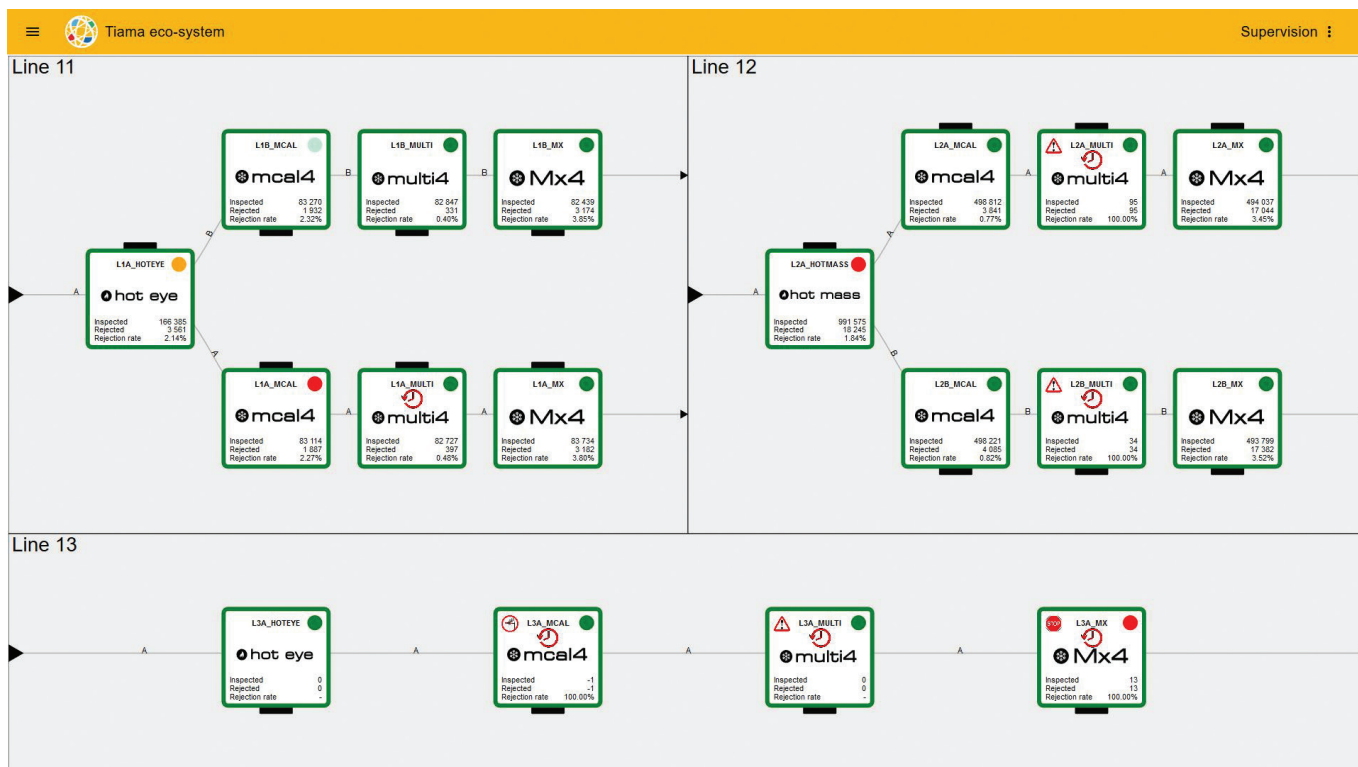 Tiama eco-system
Supervision
Line 11
L1B_MCAL
mcal4
Inspected 83 270
Rejected 1 932
Rejection rate 2.32%
B
L1B_MULTI
multi4
Inspected 82 847
Rejected 331
Rejection rate 0.40%
B
L1B_MX
Mx4
Inspected 82 439
Rejected 3 174
Rejection rate 3.85%
B
A
L1A_HOTEYE
hot eye
Inspected 166 385
Rejected 3 561
Rejection rate 2.14%
A
L1A_MCAL
mcal4
Inspected 83 114
Rejected 1 887
Rejection rate 2.27%
A
L1A_MULTI
multi4
Inspected 82 727
Rejected 397
Rejection rate 0.48%
A
L1A_MX
Mx4
Inspected 83 734
Rejected 3 182
Rejection rate 3.80%
Line 12
L2A_MCAL
mcal4
Inspected 498 812
Rejected 3 841
Rejection rate 0.77%
A
L2A_MULTI
multi4
Inspected 95
Rejected 95
Rejection rate 100.00%
A
L2A_MX
Mx4
Inspected 494 037
Rejected 17 044
Rejection rate 3.45%
A
A
L2A_HOTMASS
hot mass
Inspected 991 575
Rejected 18 245
Rejection rate 1.84%
B
L2B_MCAL
mcal4
Inspected 498 221
Rejected 4 085
Rejection rate 0.82%
B
L2B_MULTI
multi4
Inspected 34
Rejected 34
Rejection rate 100.00%
B
L2B_MX
Mx4
Inspected 493 799
Rejected 17 382
Rejection rate 3.52%
Line 13
A
L3A_HOTEYE
hot eye
Inspected 0
Rejected 0
Rejection rate -
A
L3A_MCAL
mcal4
Inspected -1
Rejected -1
Rejection rate 100.00%
A
L3A_MULTI
multi4
Inspected 0
Rejected 0
Rejection rate -
A
STOP
L3A_MX
Mx4
Inspected 13
Rejected 13
Rejection rate 100.00%